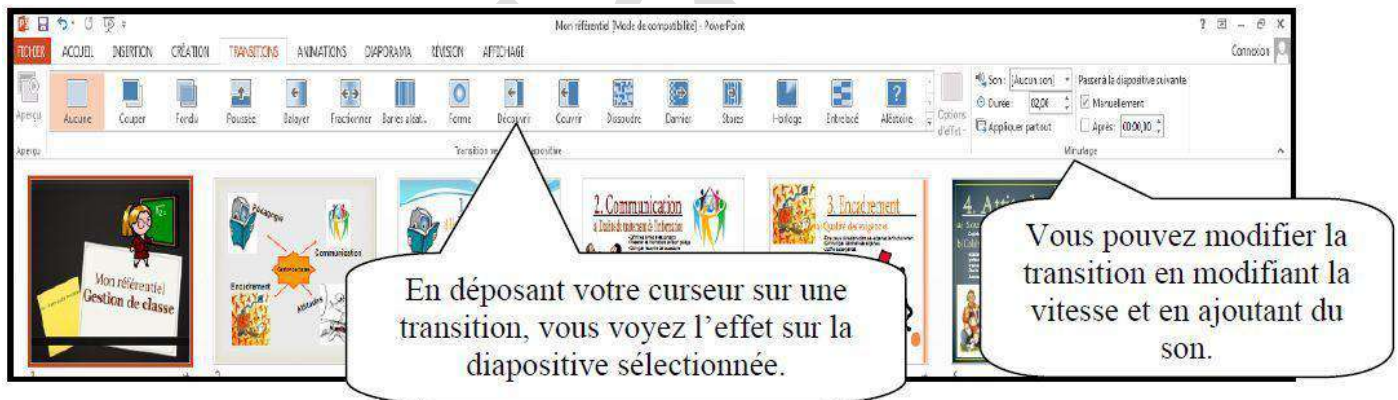 Mon référentiel [Mode de compatibilité] - PowerPoint
FICHIER ACCUEIL INSERTION CRÉATION TRANSITIONS ANIMATIONS DIAPORAMA RÉVISION AFFICHAGE Connexion
Son : [Aucun son] Passer à la diapositive suivante
Durée : 02,00 Manuellement
Appliquer partout Après : 00:00,00
Aperçu Aucune Couper Fondu Poussée Balayer Fractionner Barres aléat... Forme Découvrir Couvrir Dissoudre Damier Stores Horloge Entrelacé Aléatoire Options d'effet
Aperçu Transition Minutage
Mon référentiel
Gestion de classe
Pédagogie
Communication
Encadrement
Attitudes
2. Communication
3. Encadrement
En déposant votre curseur sur une
transition, vous voyez l'effet sur la
diapositive sélectionnée.
Vous pouvez modifier la
transition en modifiant la
vitesse et en ajoutant du
son.